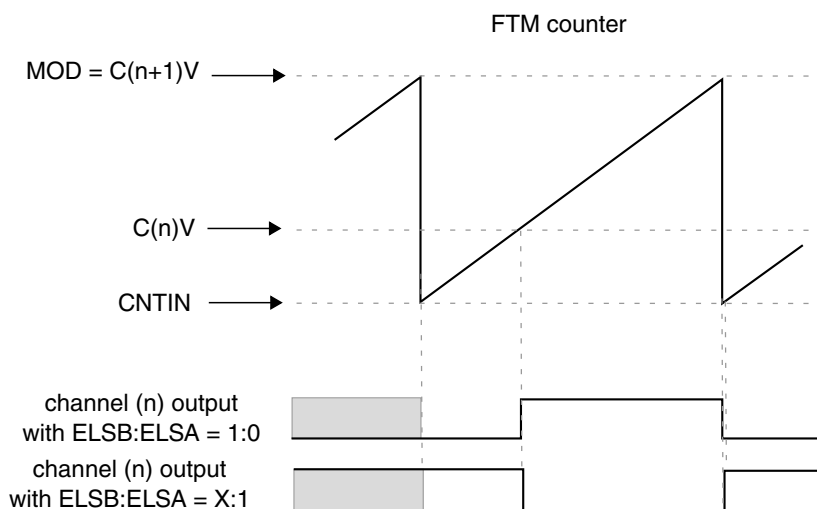 FTM counter
MOD = C(n+1)V
C(n)V
CNTIN
channel (n) output
with ELSB:ELSA = 1:0
channel (n) output
with ELSB:ELSA = X:1